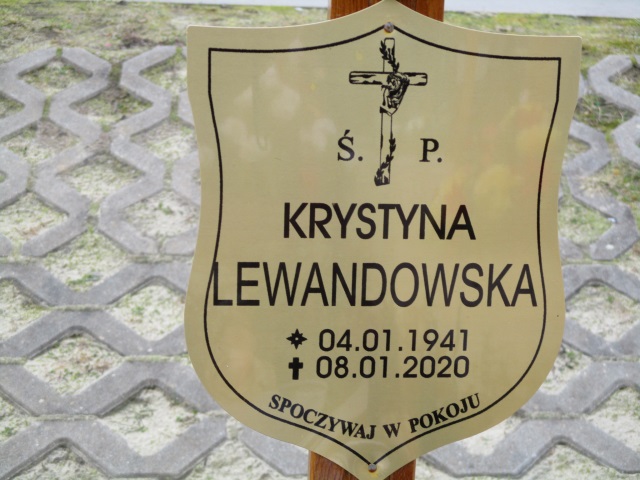 Ś. P.
KRYSTYNA
LEWANDOWSKA
04.01.1941
08.01.2020
SPOCZYWAJ W POKOJU